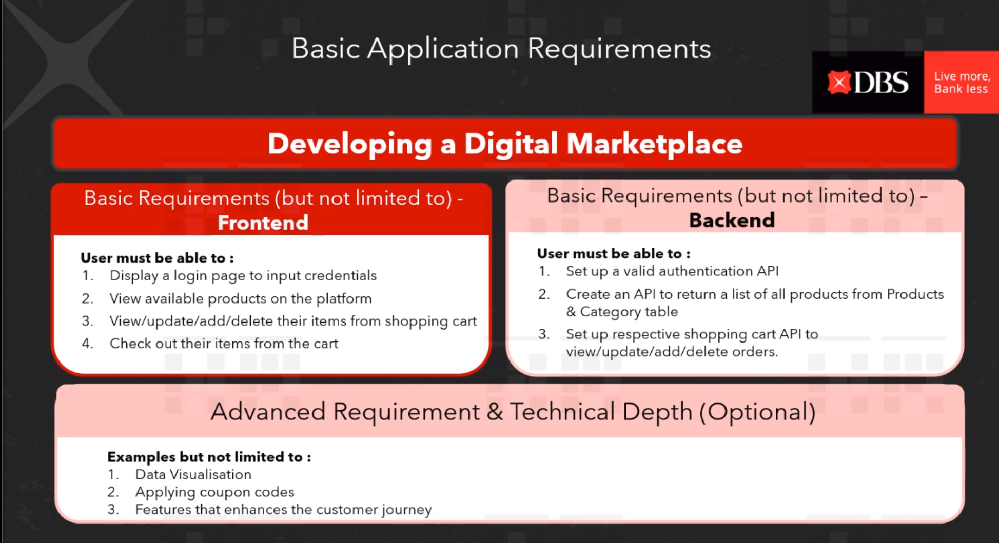 Basic Application Requirements
DBS
Live more,
Bank less
Developing a Digital Marketplace
Basic Requirements (but not limited to) -
Frontend
User must be able to :
1. Display a login page to input credentials
2. View available products on the platform
3. View/update/add/delete their items from shopping cart
4. Check out their items from the cart
Basic Requirements (but not limited to) –
Backend
User must be able to :
1. Set up a valid authentication API
2. Create an API to return a list of all products from Products
& Category table
3. Set up respective shopping cart API to
view/update/add/delete orders.
Advanced Requirement & Technical Depth (Optional)
Examples but not limited to :
1. Data Visualisation
2. Applying coupon codes
3. Features that enhances the customer journey